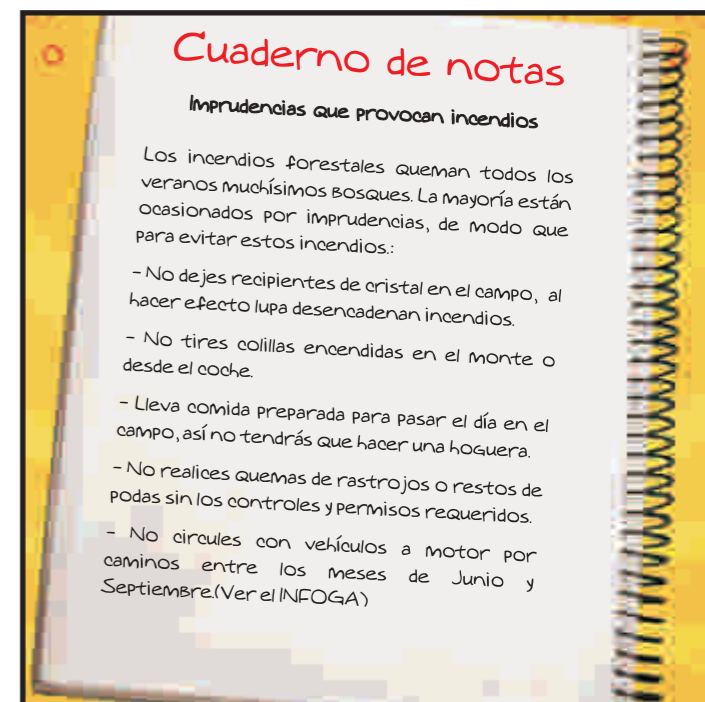 Cuaderno de notas
Imprudencias que provocan incendios
Los incendios forestales queman todos los
veranos muchísimos bosques. La mayoría están
ocasionados por imprudencias, de modo que
para evitar estos incendios.:
- No dejes recipientes de cristal en el campo, al
hacer efecto lupa desencadenan incendios.
- No tires colillas encendidas en el monte o
desde el coche.
- Lleva comida preparada para pasar el día en el
campo, así no tendrás que hacer una hoguera.
- No realices quemas de rastrojos o restos de
podas sin los controles y permisos requeridos.
- No circules con vehículos a motor por
caminos entre los meses de Junio y
Septiembre.(Ver el INFOGA)